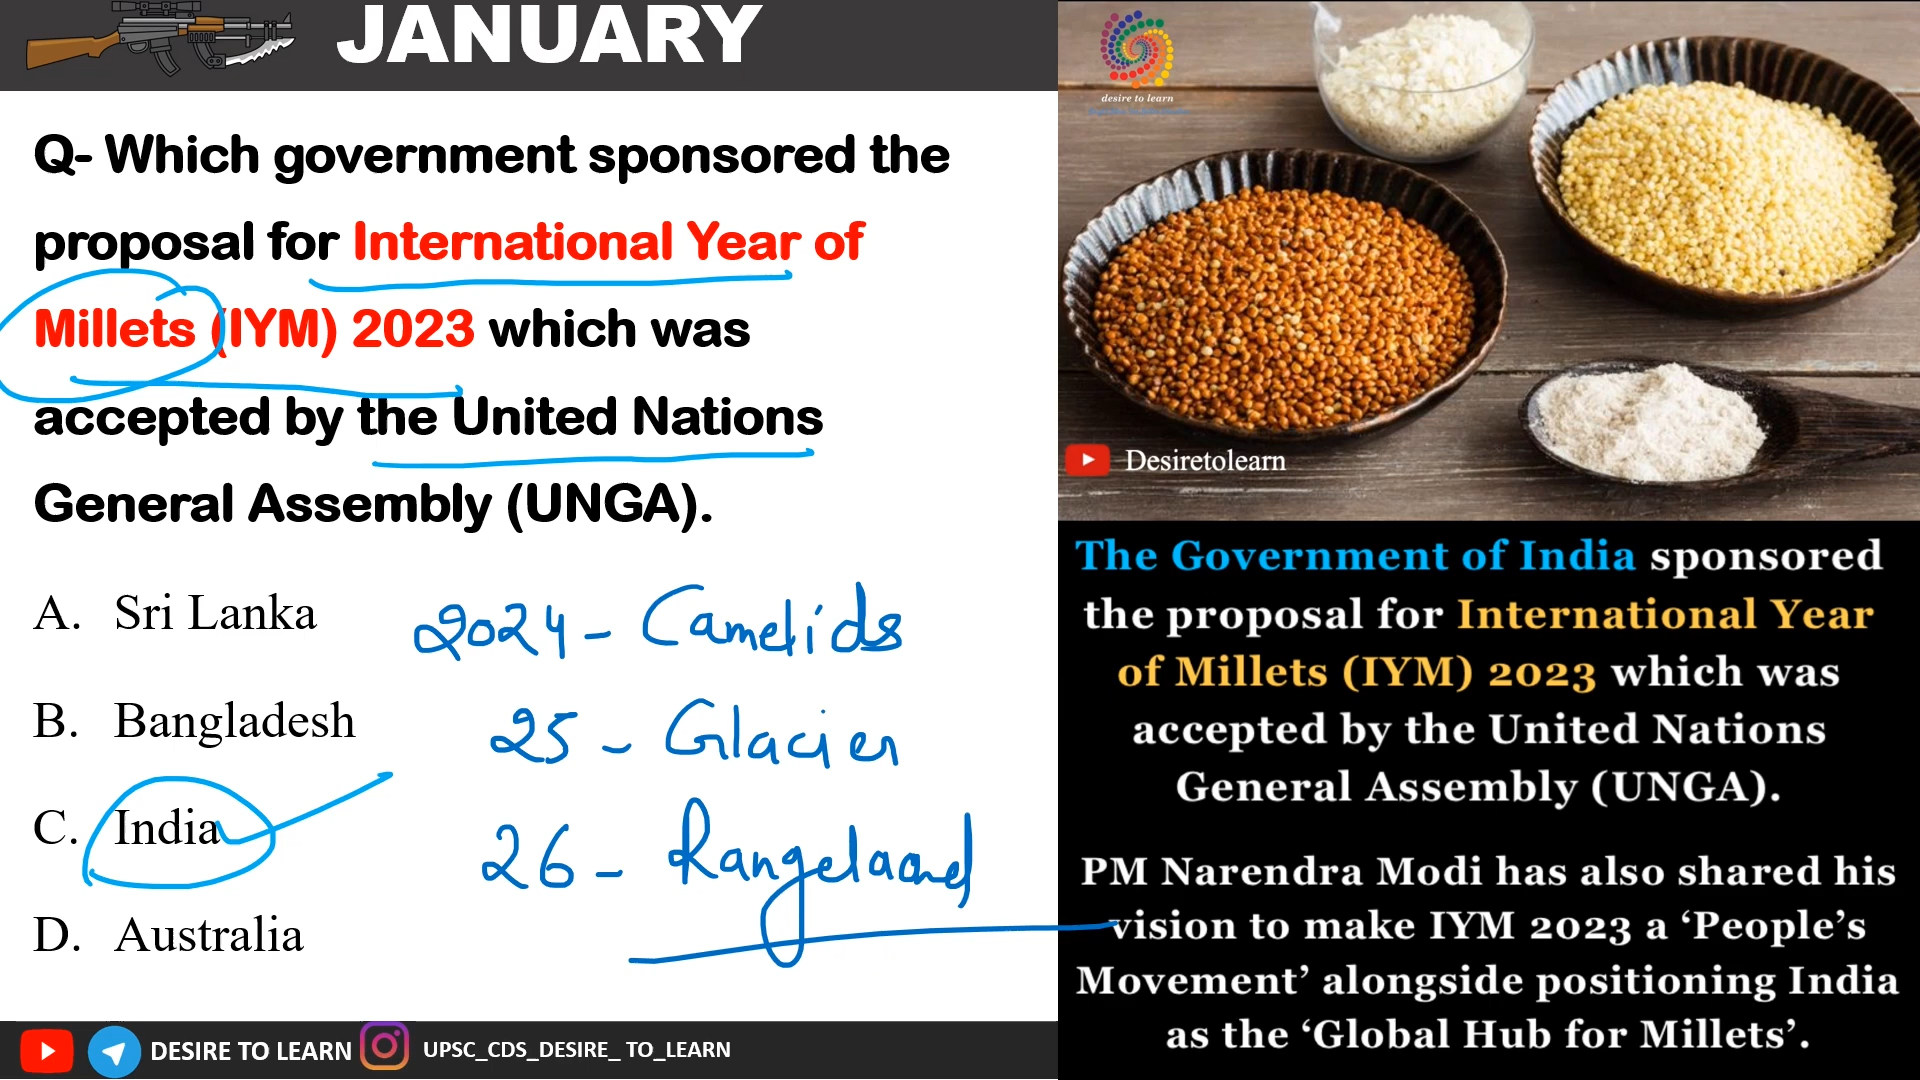 JANUARY
Q- Which government sponsored the
proposal for International Year of
Millets (IYM) 2023 which was
accepted by the United Nations
General Assembly (UNGA).
A. Sri Lanka
B. Bangladesh
C. India
D. Australia
2024 - Camelids
25 - Glacier
26 - Rangelaand
desire to learn
Desiretolearn
The Government of India sponsored
the proposal for International Year
of Millets (IYM) 2023 which was
accepted by the United Nations
General Assembly (UNGA).
PM Narendra Modi has also shared his
vision to make IYM 2023 a ‘People’s
Movement’ alongside positioning India
as the ‘Global Hub for Millets’.
DESIRE TO LEARN
UPSC_CDS_DESIRE_ TO_LEARN